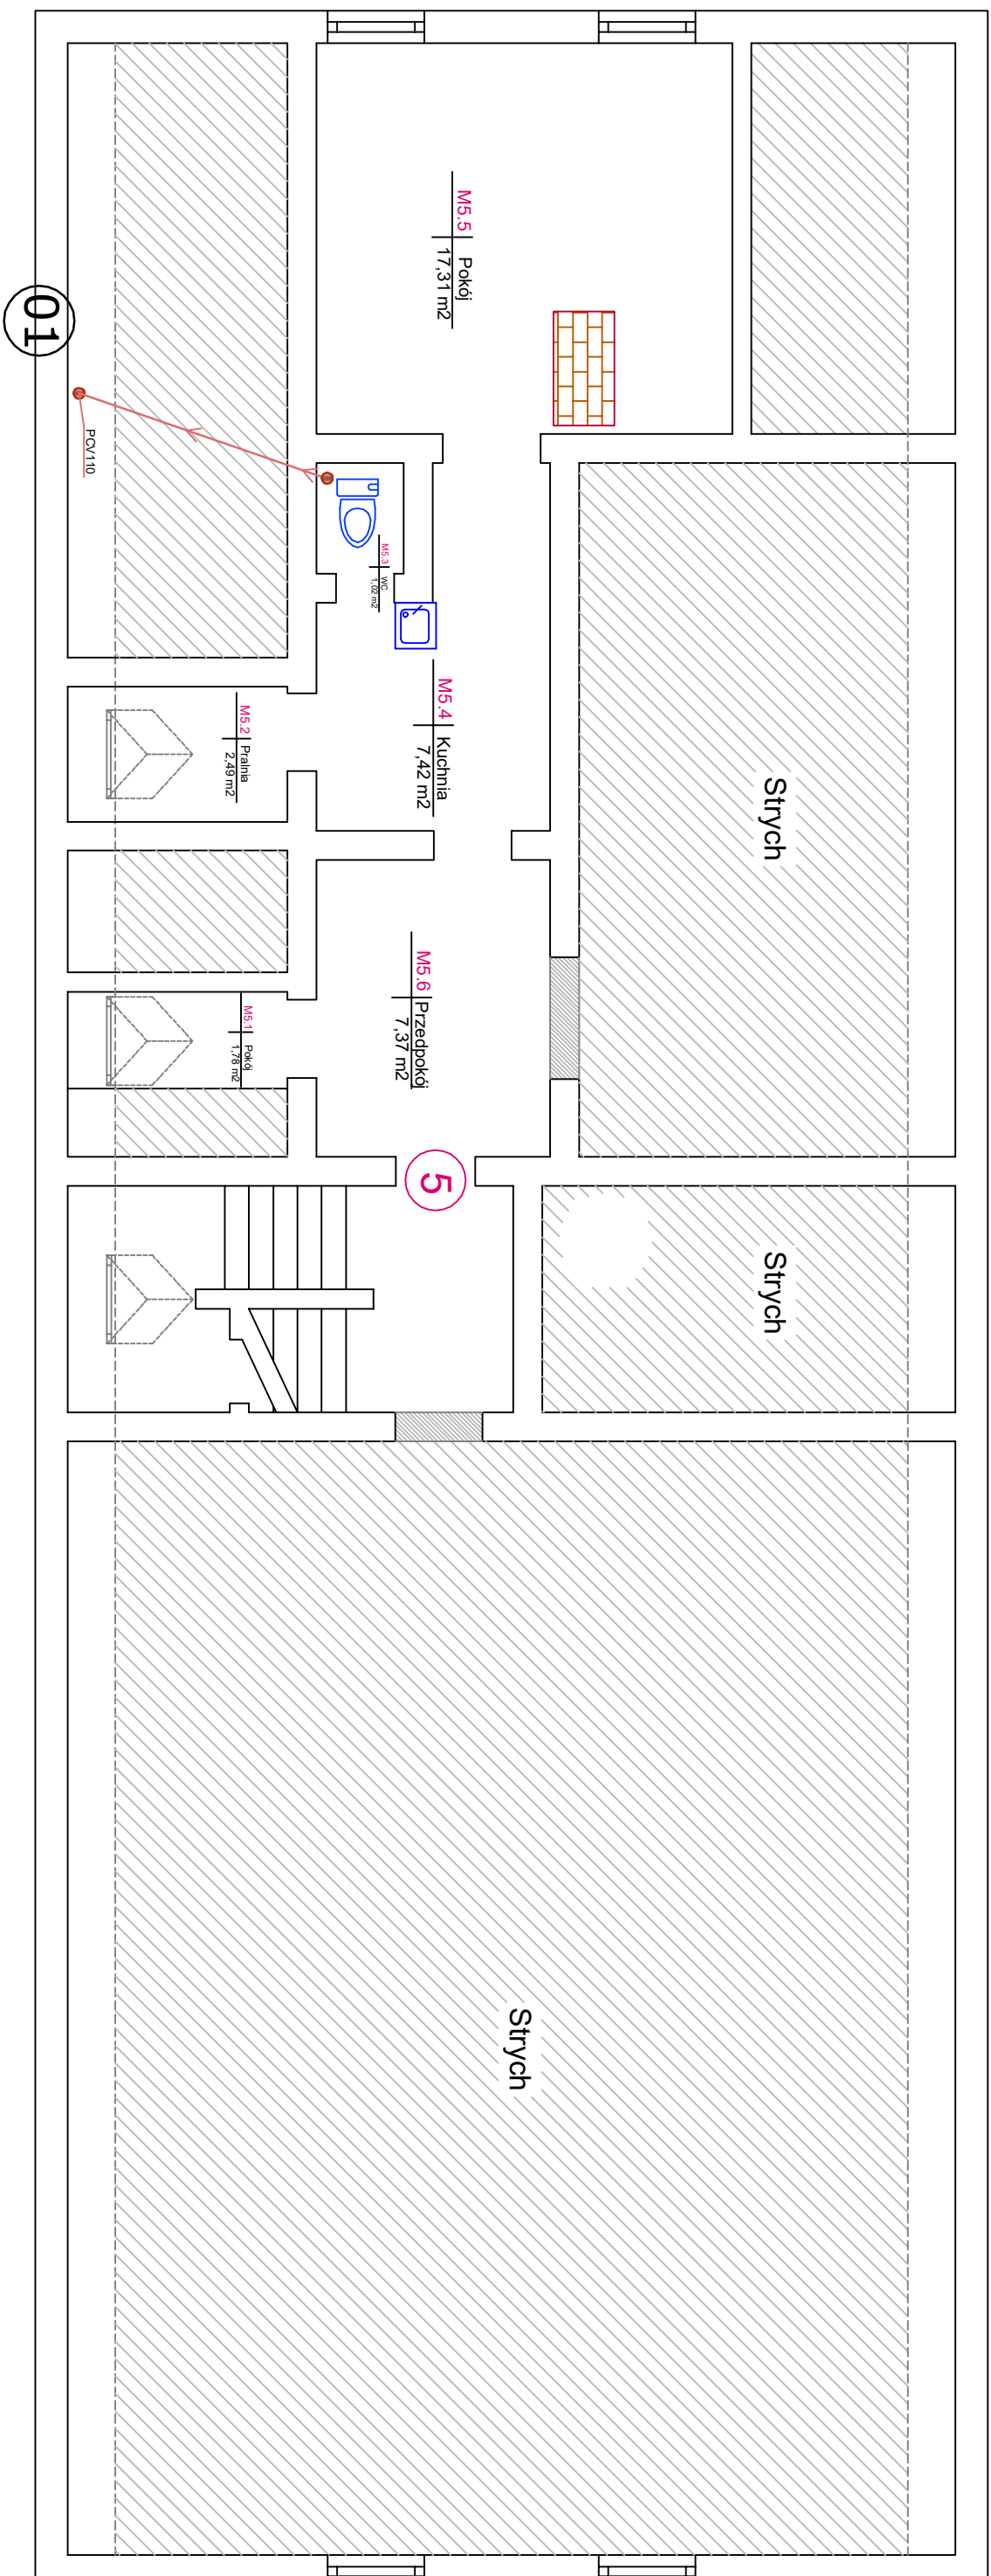 M5.5
Pokój
17,31 m2
01
PCV110
M5.3
WC
1,02 m2
M5.4
Kuchnia
7,42 m2
M5.2
Pralnia
2,49 m2
Strych
M5.6
Przedpokój
7,37 m2
M5.1
Pokój
1,78 m2
5
Strych
Strych